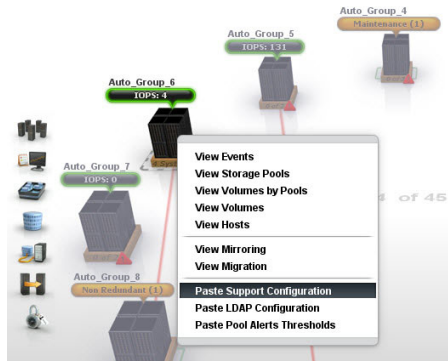 Auto_Group_4
Maintenance (1)
Auto_Group_5
IOPS: 131
Auto_Group_6
IOPS: 4
Auto_Group_7
IOPS: 0
Auto_Group_8
Non Redundant (1)
of 45
View Events
View Storage Pools
View Volumes by Pools
View Volumes
View Hosts
View Mirroring
View Migration
Paste Support Configuration
Paste LDAP Configuration
Paste Pool Alerts Thresholds